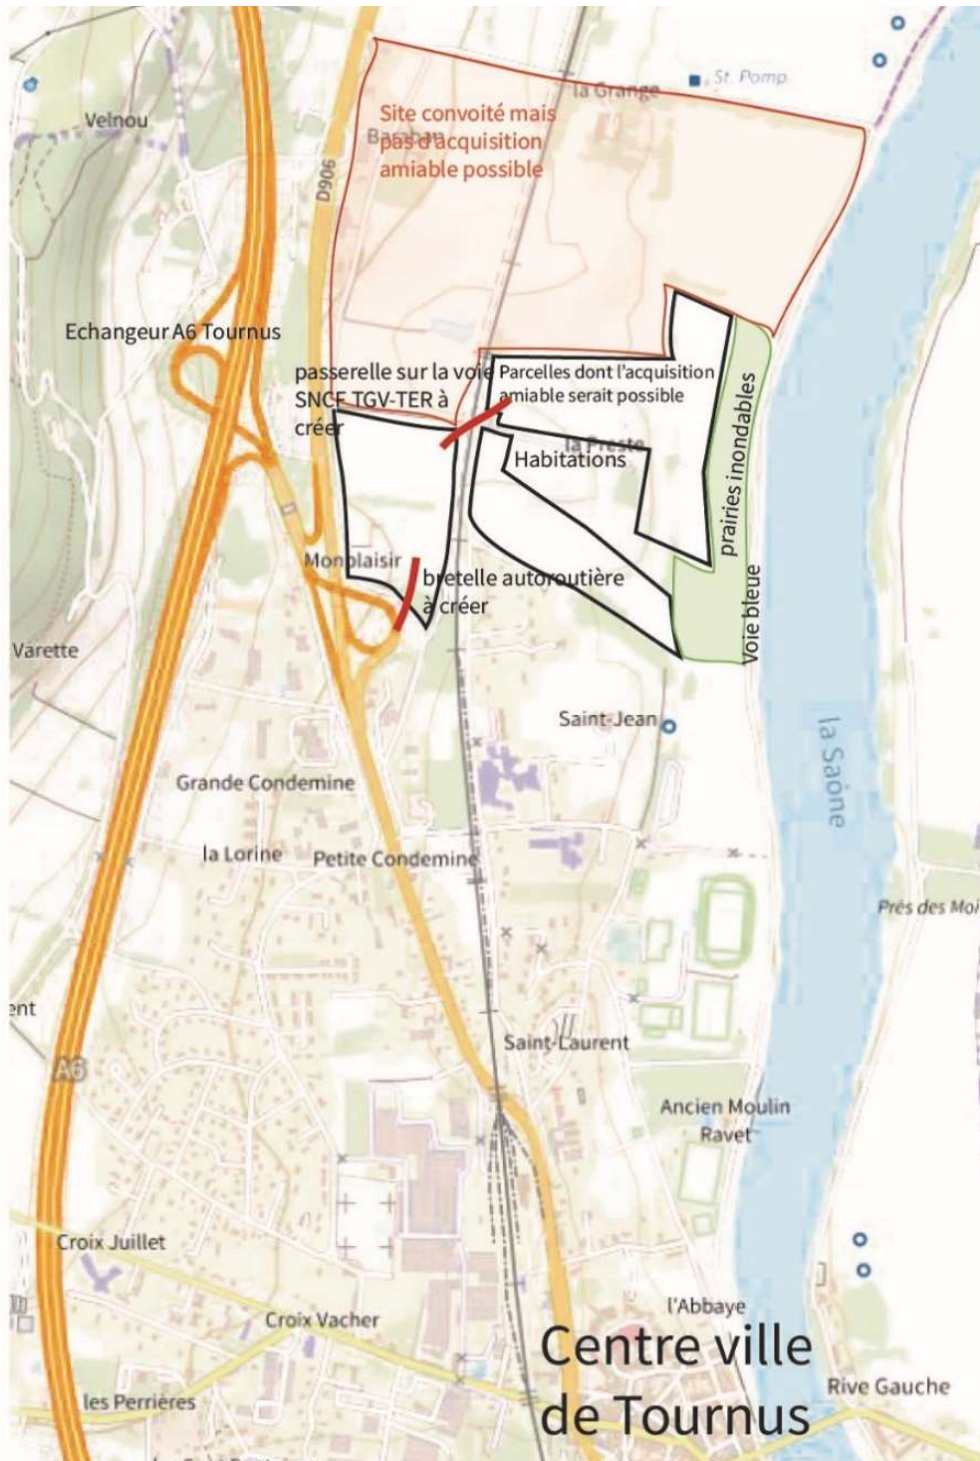 St. Pomp.
la Grange
Site convoité mais
pas d'acquisition
amiable possible
Baraban
Velnou
D906
Echangeur A6 Tournus
passerelle sur la voie
SNCF TGV-TER à
créer
Parcelles dont l'acquisition
amiable serait possible
la Preste
Habitations
prairies inondables
Voie bleue
Monplaisir
bretelle autoroutière
à créer
Varette
Saint-Jean
la Saône
Grande Condemine
la Lorine
Petite Condemine
Prés des Moi
ent
Saint-Laurent
A6
Ancien Moulin
Ravet
Croix Juillet
l'Abbaye
Croix Vacher
Centre ville
de Tournus
Rive Gauche
les Perrières